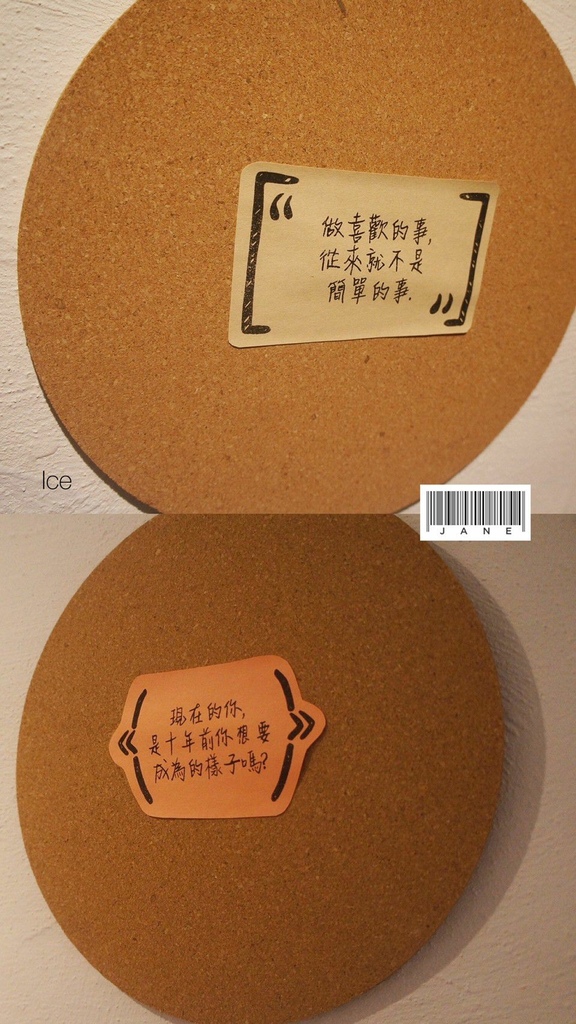 做喜歡的事,
從來就不是
簡單的事.
Ice
JANE
現在的你,
是十年前你想要
成為的樣子嗎?